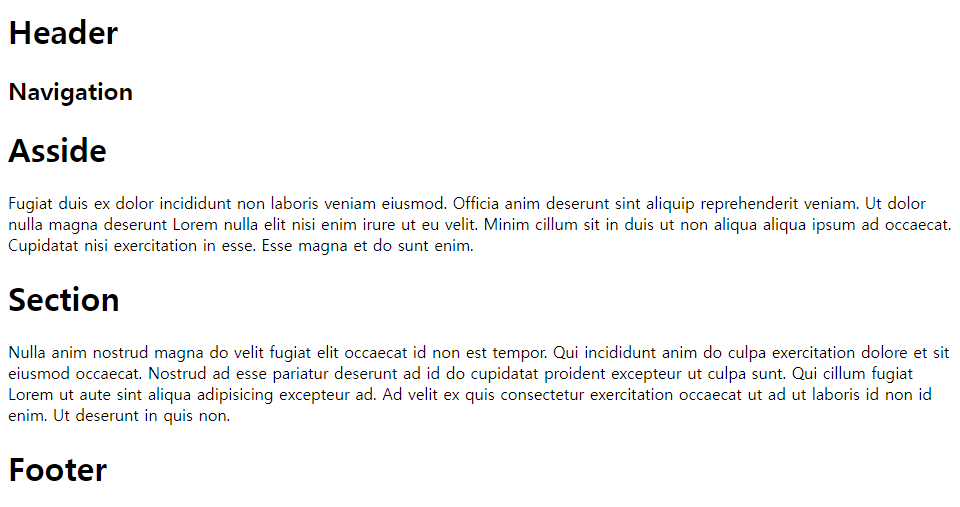 Header
Navigation
Asside
Fugiat duis ex dolor incididunt non laboris veniam eiusmod. Officia anim deserunt sint aliquip reprehenderit veniam. Ut dolor
nulla magna deserunt Lorem nulla elit nisi enim irure ut eu velit. Minim cillum sit in duis ut non aliqua aliqua ipsum ad occaecat.
Cupidatat nisi exercitation in esse. Esse magna et do sunt enim.
Section
Nulla anim nostrud magna do velit fugiat elit occaecat id non est tempor. Qui incididunt anim do culpa exercitation dolore et sit
eiusmod occaecat. Nostrud ad esse pariatur deserunt ad id do cupidatat proident excepteur ut culpa sunt. Qui cillum fugiat
Lorem ut aute sint aliqua adipisicing excepteur ad. Ad velit ex quis consectetur exercitation occaecat ut ad ut laboris id non id
enim. Ut deserunt in quis non.
Footer